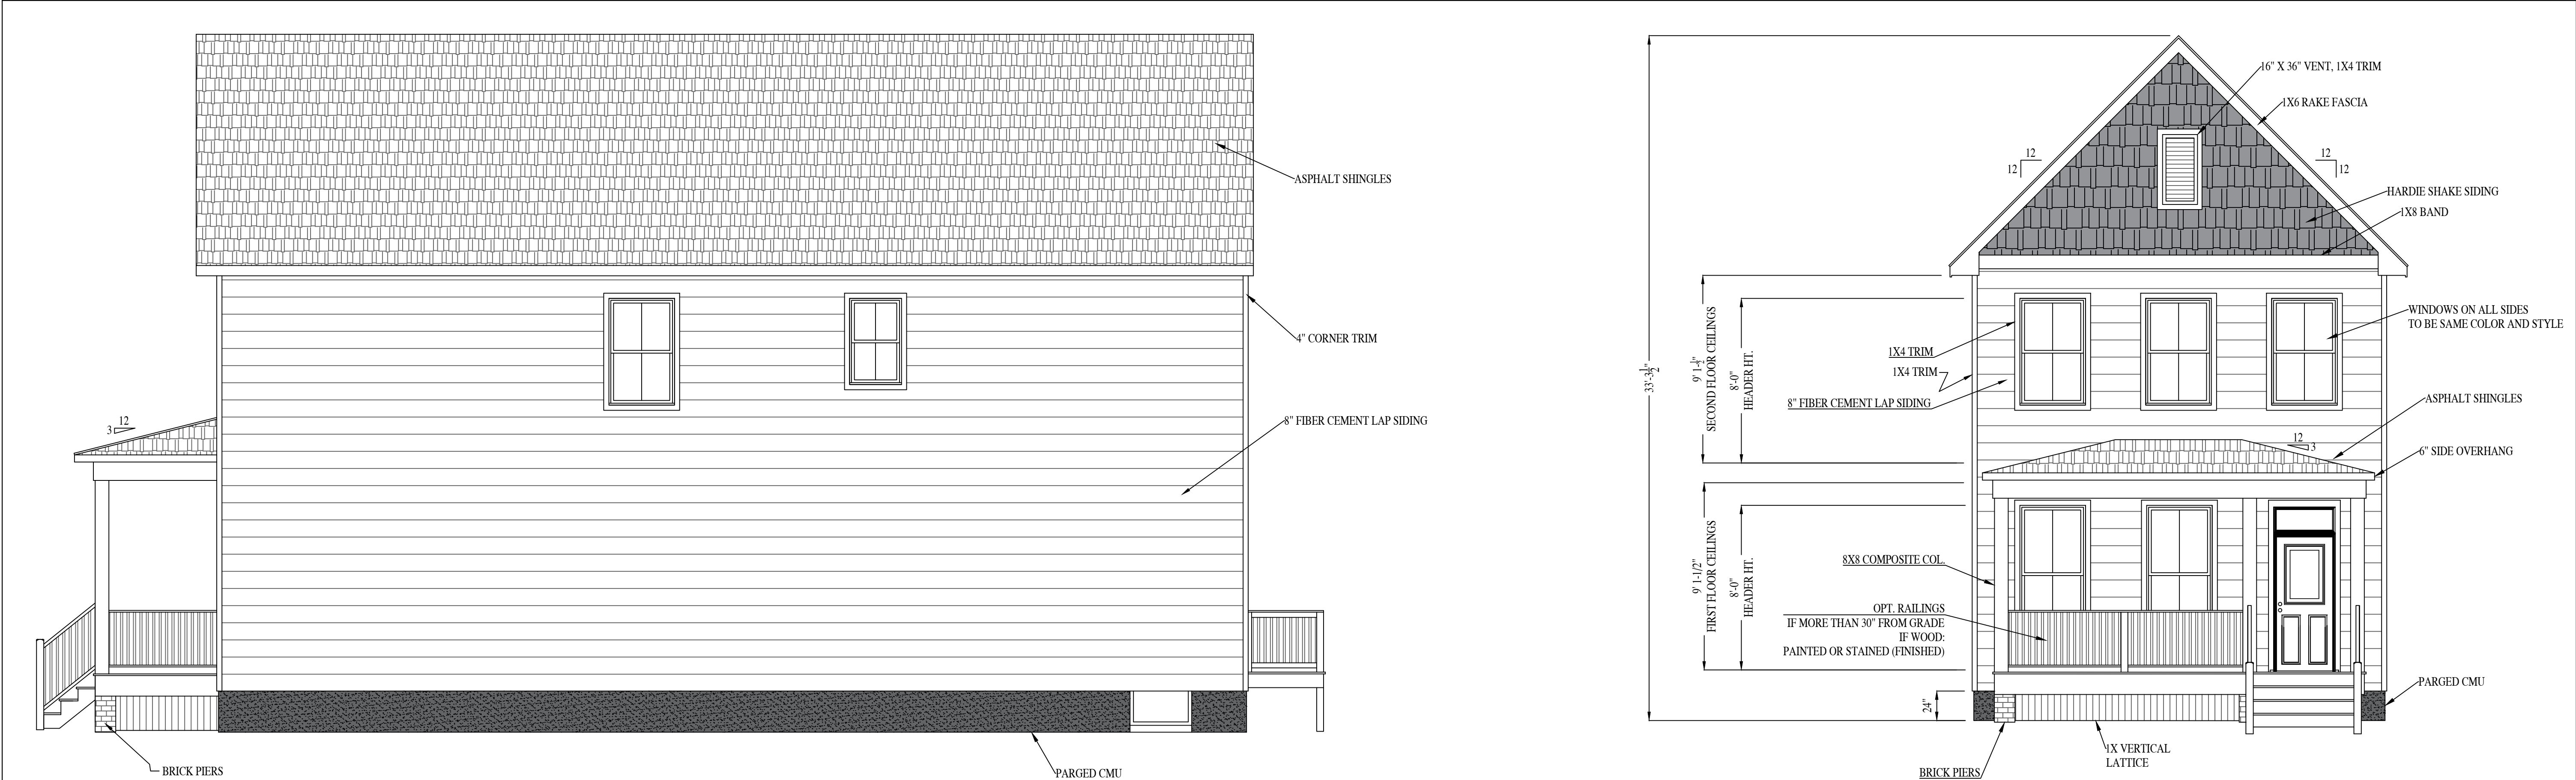 ASPHALT SHINGLES
4" CORNER TRIM
12
3
8" FIBER CEMENT LAP SIDING
BRICK PIERS
PARGED CMU
16" X 36" VENT, 1X4 TRIM
1X6 RAKE FASCIA
12
12
12
12
HARDIE SHAKE SIDING
1X8 BAND
WINDOWS ON ALL SIDES
TO BE SAME COLOR AND STYLE
33'-3 1/2"
9' 1-1/2"
SECOND FLOOR CEILINGS
8'-0"
HEADER HT.
1X4 TRIM
1X4 TRIM
8" FIBER CEMENT LAP SIDING
ASPHALT SHINGLES
12
3
6" SIDE OVERHANG
9' 1-1/2"
FIRST FLOOR CEILINGS
8'-0"
HEADER HT.
8X8 COMPOSITE COL.
OPT. RAILINGS
IF MORE THAN 30" FROM GRADE
IF WOOD:
PAINTED OR STAINED (FINISHED)
24"
PARGED CMU
1X VERTICAL
LATTICE
BRICK PIERS